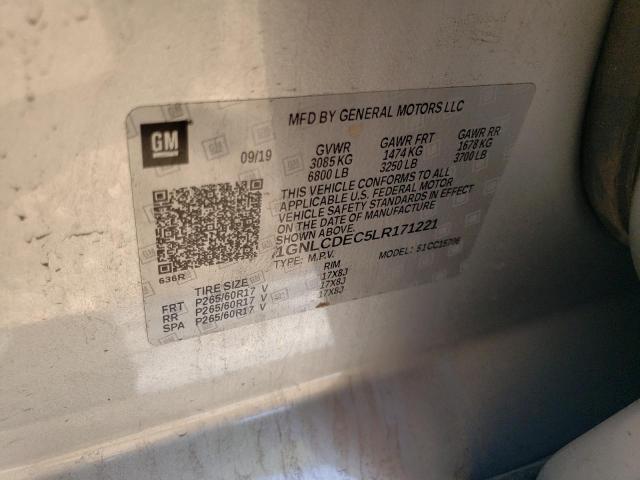 MFD BY GENERAL MOTORS LLC
GM
09/19
GVWR GAWR FRT GAWR RR
3085 KG 1474 KG 1678 KG
6800 LB 3250 LB 3700 LB
THIS VEHICLE CONFORMS TO ALL
APPLICABLE U.S. FEDERAL MOTOR
VEHICLE SAFETY STANDARDS IN EFFECT
ON THE DATE OF MANUFACTURE
SHOWN ABOVE.
1GNLCDEC5LR171221
TYPE: M.P.V. MODEL: S1CC15706
636R
TIRE SIZE RIM
FRT P265/60R17 V 17X8J
RR P265/60R17 V 17X8J
SPA P265/60R17 V 17X8J